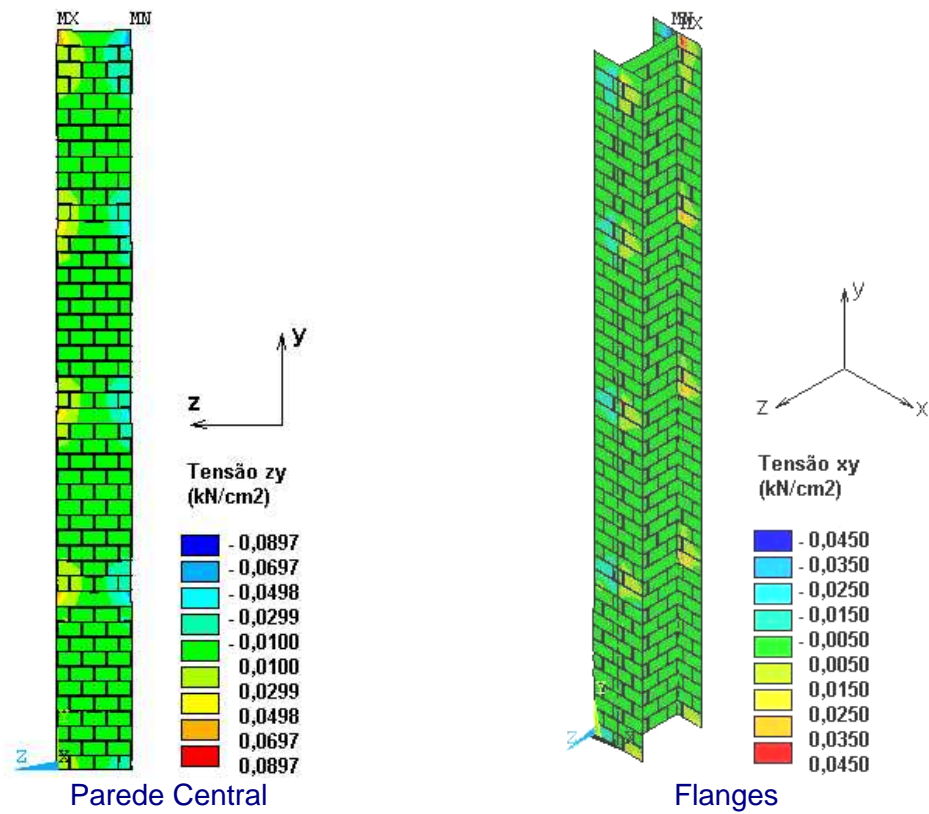 MX MN
y
z
Tensão zy
(kN/cm2)
- 0,0897
- 0,0697
- 0,0498
- 0,0299
- 0,0100
0,0100
0,0299
0,0498
0,0697
0,0897
Y
Z X
Parede Central
MN
MX
y
z
x
Tensão xy
(kN/cm2)
- 0,0450
- 0,0350
- 0,0250
- 0,0150
- 0,0050
0,0050
0,0150
0,0250
0,0350
0,0450
Y
Z X
Flanges